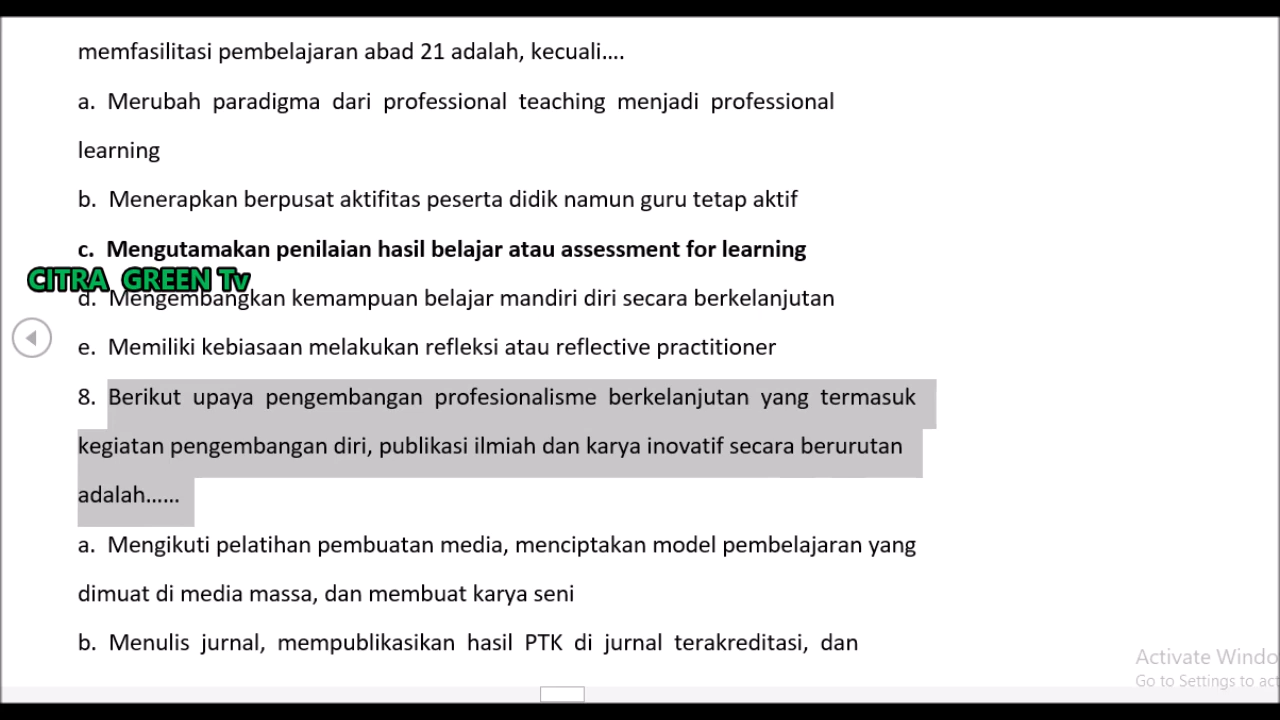 memfasilitasi pembelajaran abad 21 adalah, kecuali....
a. Merubah paradigma dari professional teaching menjadi professional
learning
b. Menerapkan berpusat aktifitas peserta didik namun guru tetap aktif
c. Mengutamakan penilaian hasil belajar atau assessment for learning
CITRA GREEN Tv
d. Mengembangkan kemampuan belajar mandiri diri secara berkelanjutan
e. Memiliki kebiasaan melakukan refleksi atau reflective practitioner
8. Berikut upaya pengembangan profesionalisme berkelanjutan yang termasuk
kegiatan pengembangan diri, publikasi ilmiah dan karya inovatif secara berurutan
adalah......
a. Mengikuti pelatihan pembuatan media, menciptakan model pembelajaran yang
dimuat di media massa, dan membuat karya seni
b. Menulis jurnal, mempublikasikan hasil PTK di jurnal terakreditasi, dan
Activate Windo
Go to Settings to act